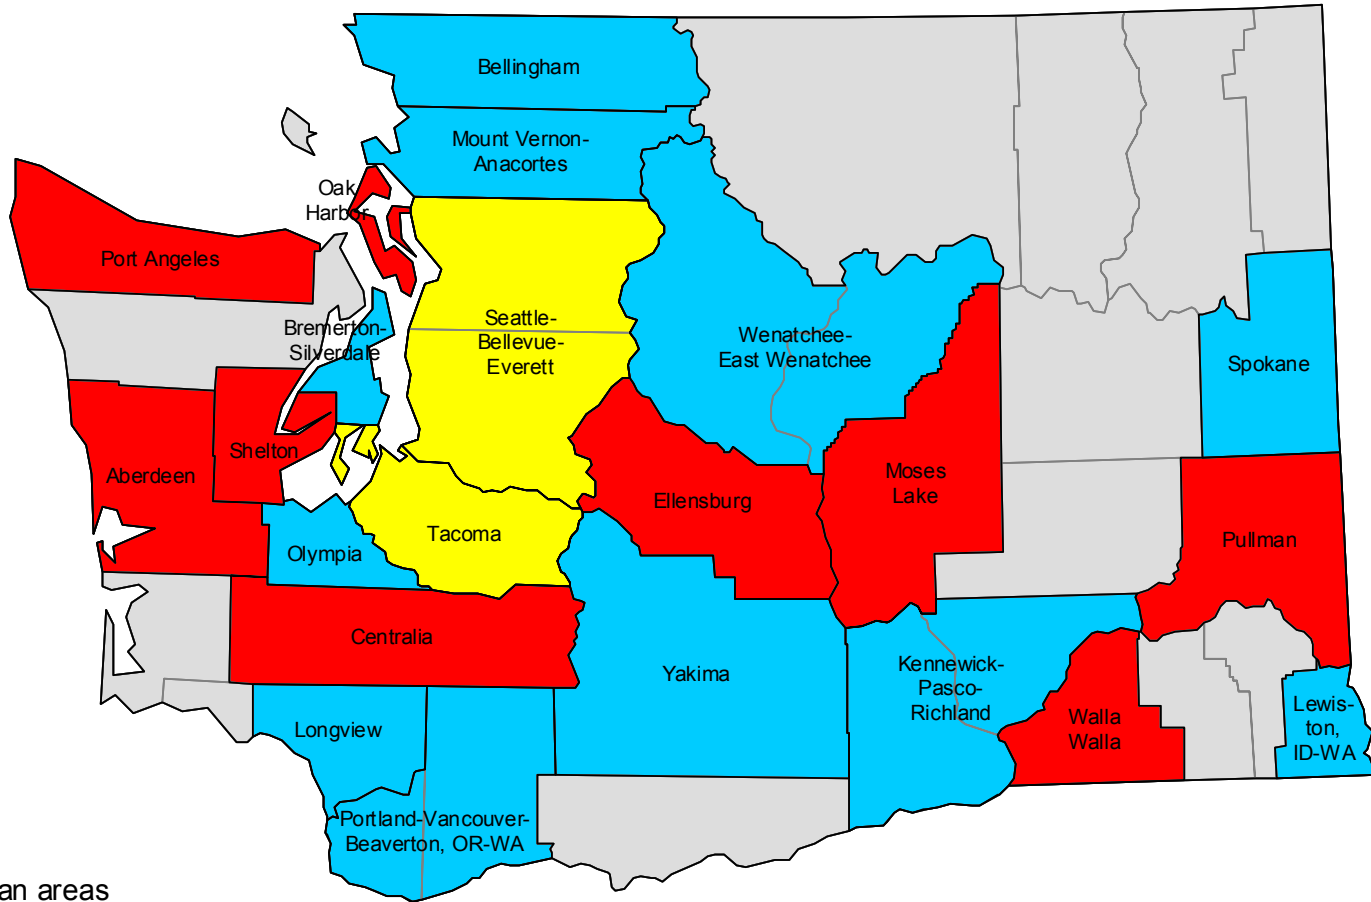 Bellingham
Mount Vernon-
Anacortes
Oak
Harbor
Port Angeles
Seattle-
Bellevue-
Everett
Bremerton-
Silverdale
Wenatchee-
East Wenatchee
Spokane
Shelton
Aberdeen
Moses
Lake
Ellensburg
Tacoma
Olympia
Pullman
Centralia
Yakima
Kennewick-
Pasco-
Richland
Longview
Walla
Walla
Lewis-
ton,
ID-WA
Portland-Vancouver-
Beaverton, OR-WA
an areas